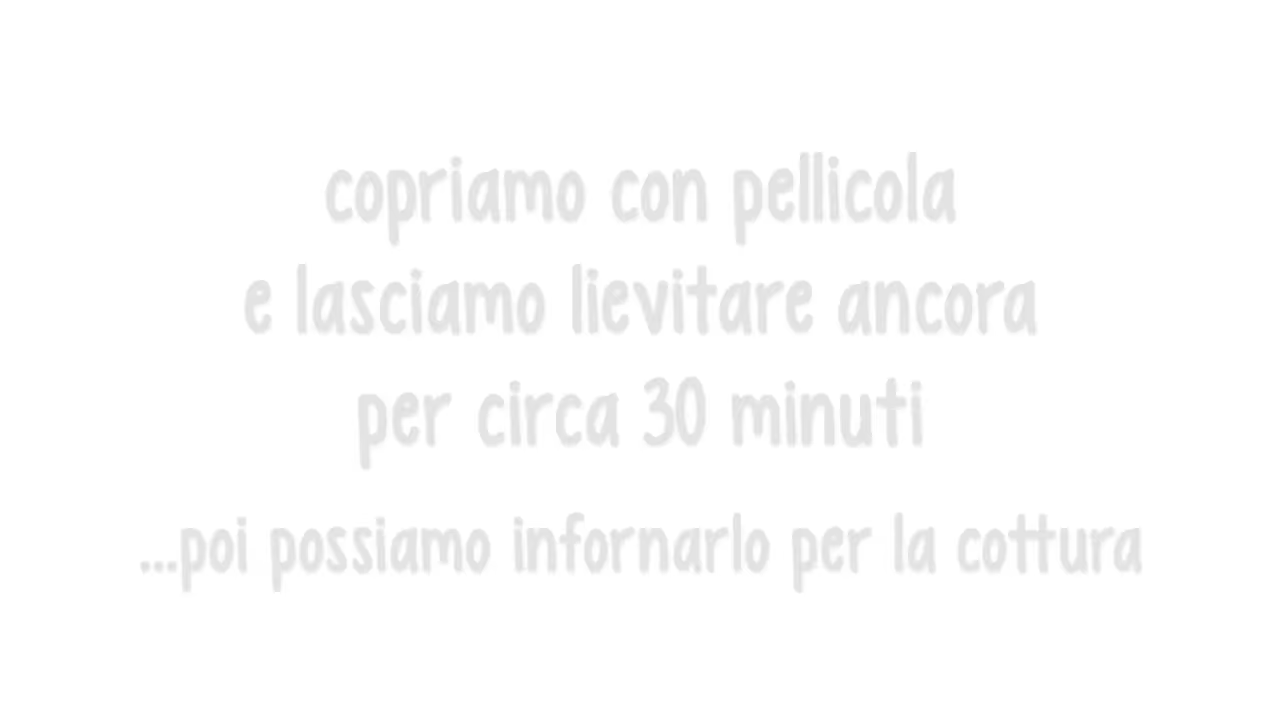 copriamo con pellicola
e lasciamo lievitare ancora
per circa 30 minuti
...poi possiamo infornarlo per la cottura